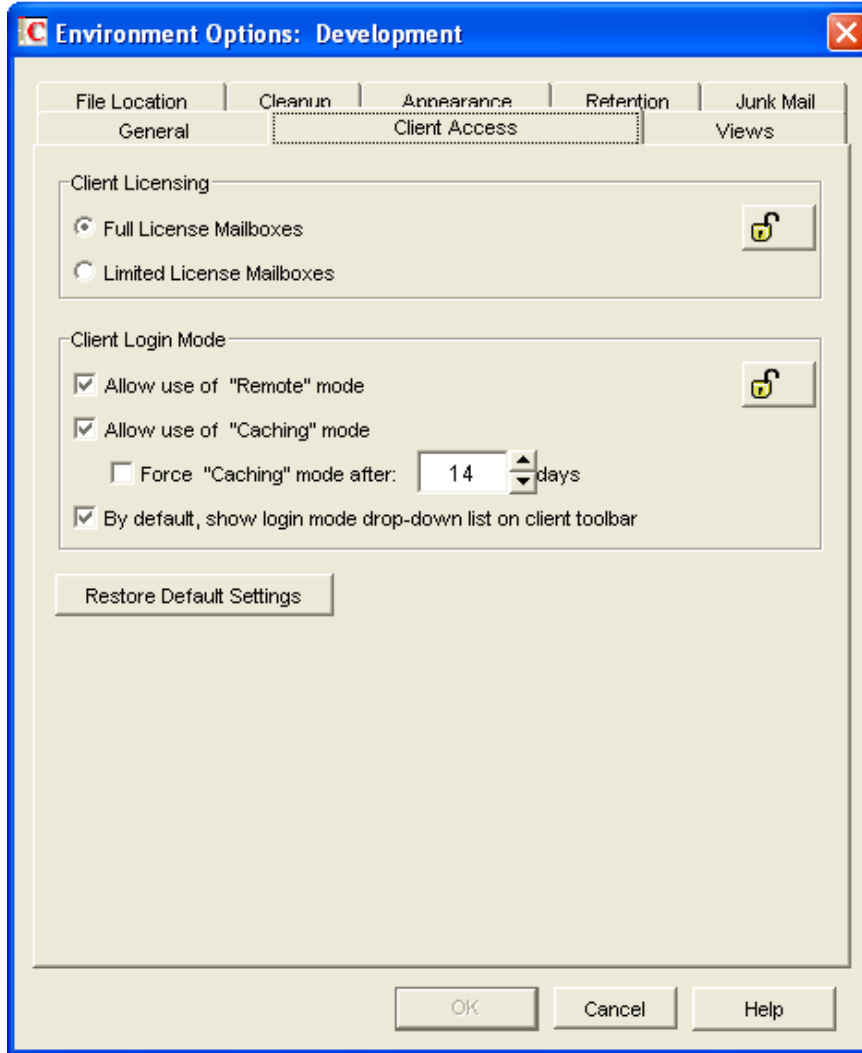 C Environment Options: Development
File Location Cleanup Appearance Retention Junk Mail
General Client Access Views
Client Licensing
Full License Mailboxes
Limited License Mailboxes
Client Login Mode
Allow use of "Remote" mode
Allow use of "Caching" mode
Force "Caching" mode after: 14 days
By default, show login mode drop-down list on client toolbar
Restore Default Settings
OK Cancel Help